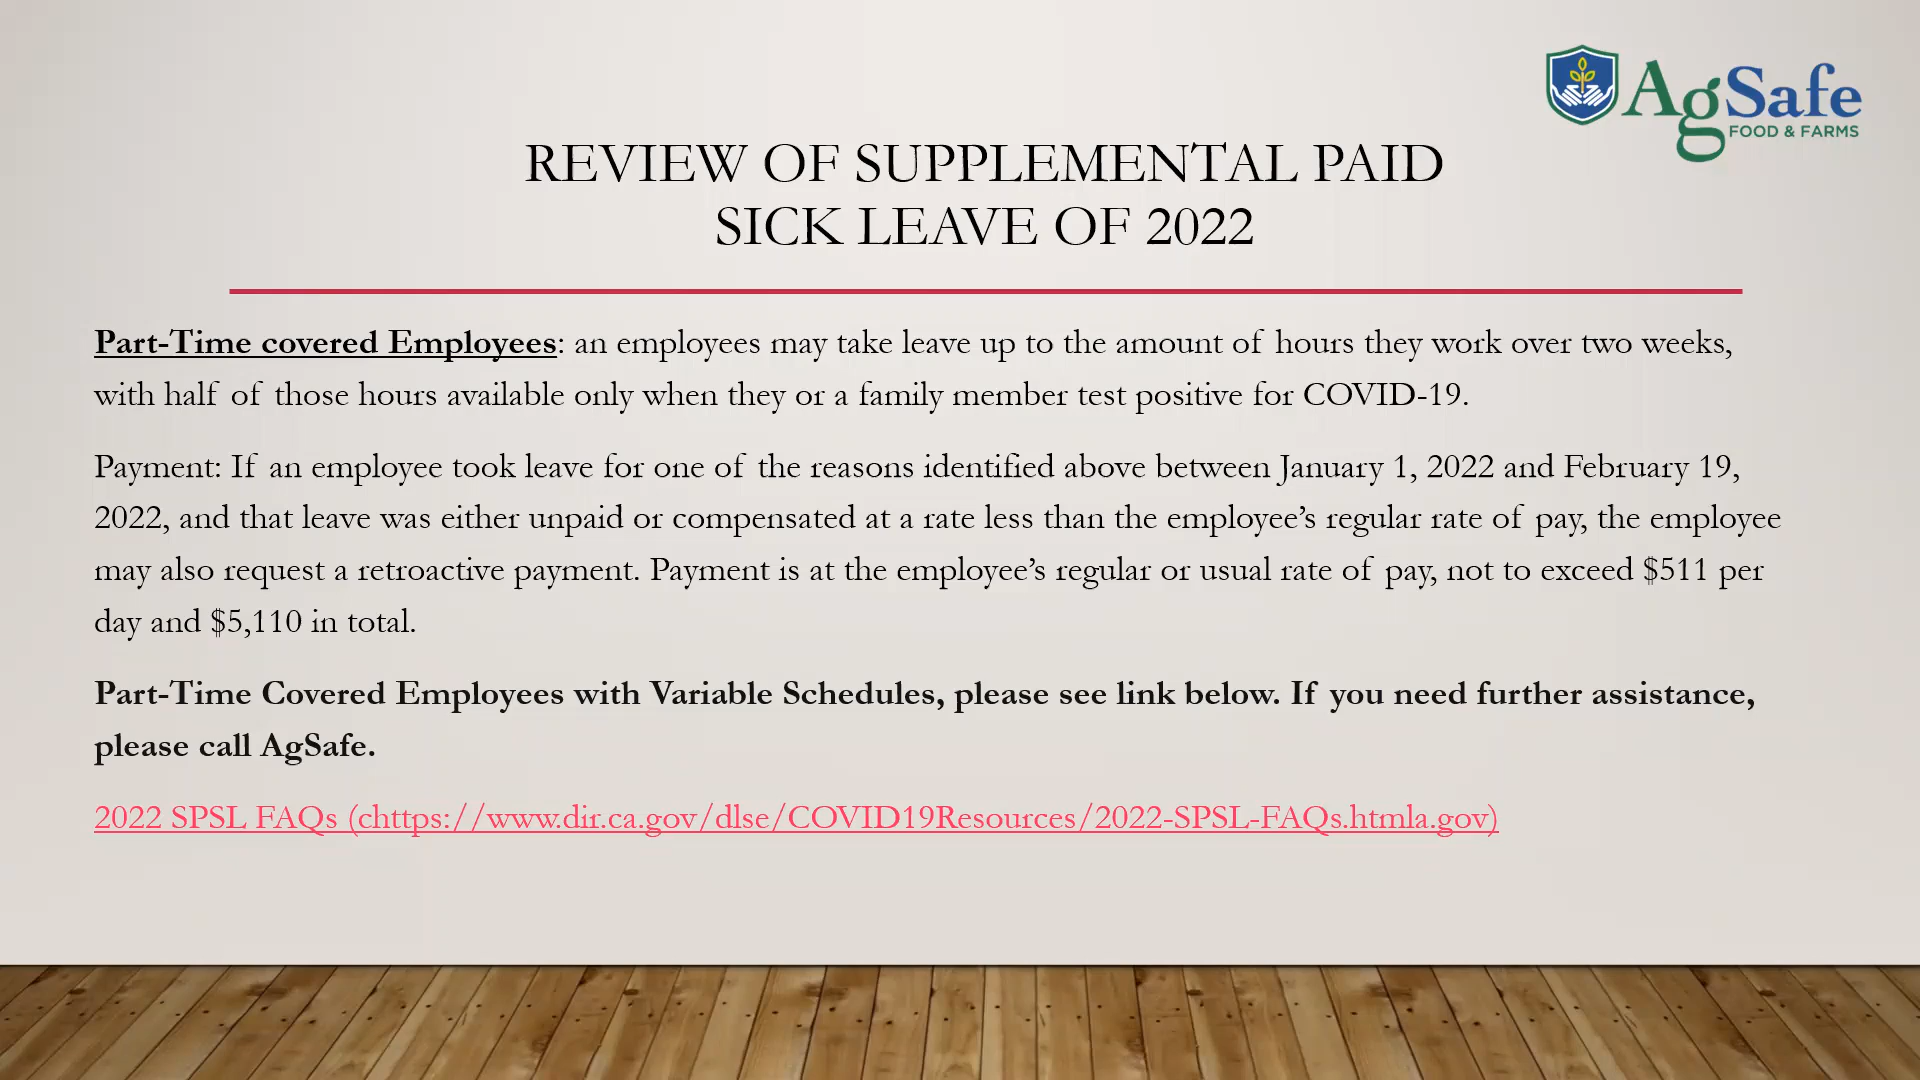 AgSafe
FOOD & FARMS
REVIEW OF SUPPLEMENTAL PAID
SICK LEAVE OF 2022
Part-Time covered Employees: an employees may take leave up to the amount of hours they work over two weeks,
with half of those hours available only when they or a family member test positive for COVID-19.
Payment: If an employee took leave for one of the reasons identified above between January 1, 2022 and February 19,
2022, and that leave was either unpaid or compensated at a rate less than the employee’s regular rate of pay, the employee
may also request a retroactive payment. Payment is at the employee’s regular or usual rate of pay, not to exceed $511 per
day and $5,110 in total.
Part-Time Covered Employees with Variable Schedules, please see link below. If you need further assistance,
please call AgSafe.
2022 SPSL FAQs (chttps://www.dir.ca.gov/dlse/COVID19Resources/2022-SPSL-FAQs.htmla.gov)